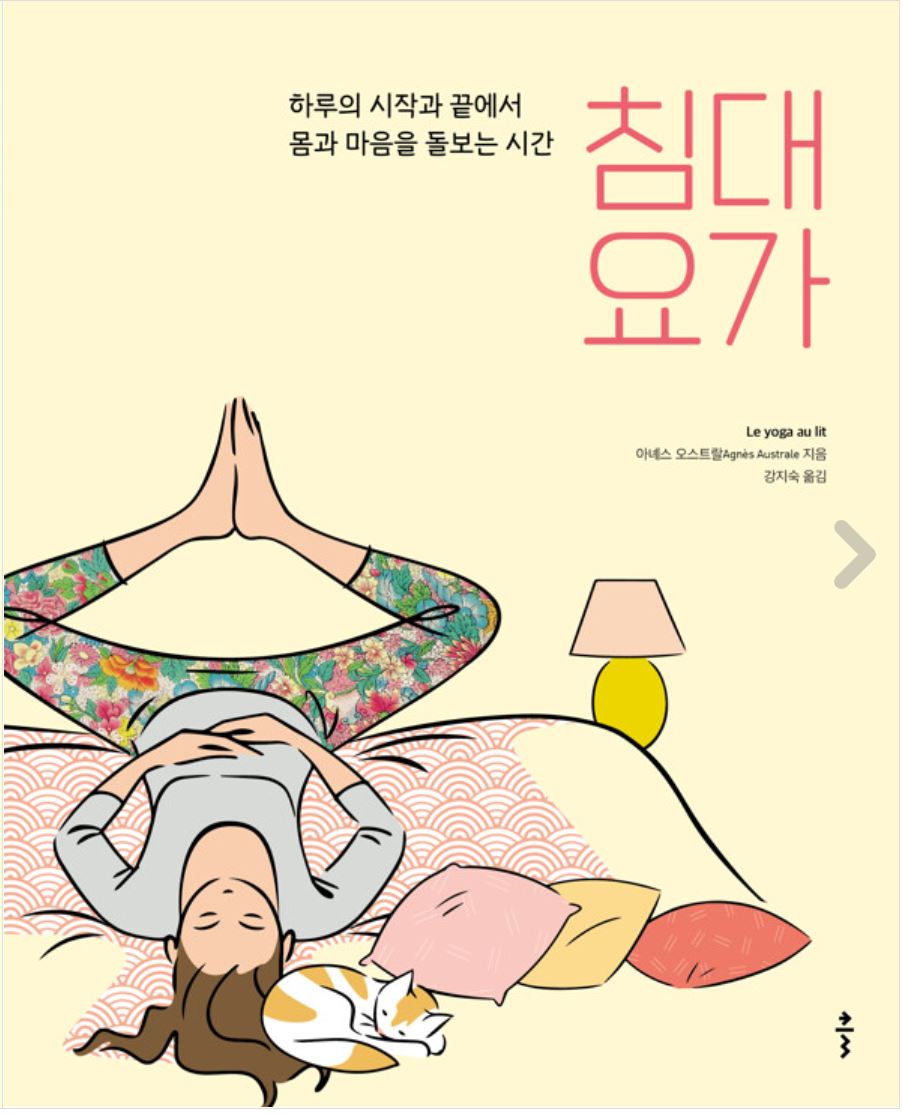 하루의 시작과 끝에서
몸과 마음을 돌보는 시간
침대
요가
Le yoga au lit
아녜스 오스트랄Agnès Australe 지음
강지숙 옮김